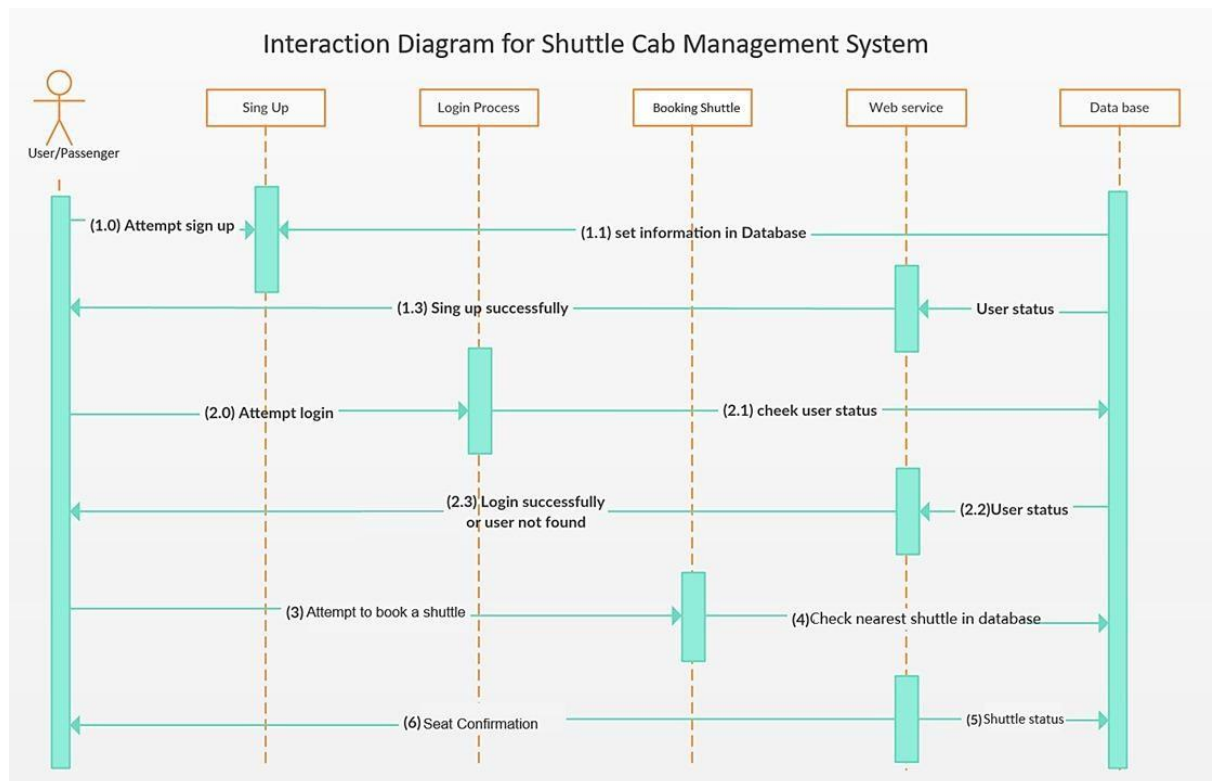 Interaction Diagram for Shuttle Cab Management System
User/Passenger
Sing Up
Login Process
Booking Shuttle
Web service
Data base
(1.0) Attempt sign up
(1.1) set information in Database
(1.3) Sing up successfully
User status
(2.0) Attempt login
(2.1) cheek user status
(2.3) Login successfully
or user not found
(2.2)User status
(3) Attempt to book a shuttle
(4)Check nearest shuttle in database
(6) Seat Confirmation
(5) Shuttle status